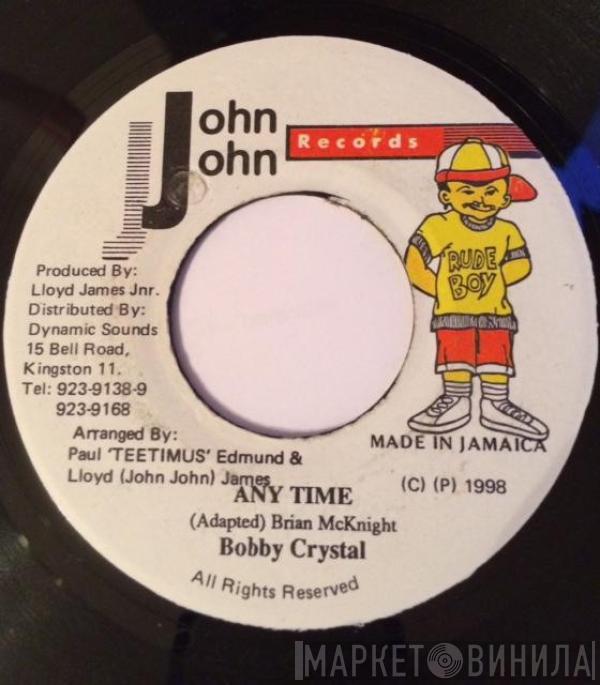 John
John
Records
RUDE
BOY
Produced By:
Lloyd James Jnr.
Distributed By:
Dynamic Sounds
15 Bell Road,
Kingston 11.
Tel: 923-9138-9
923-9168
Arranged By:
Paul 'TEETIMUS' Edmund &
Lloyd (John John) James
MADE IN JAMAICA
(C) (P) 1998
ANY TIME
(Adapted) Brian McKnight
Bobby Crystal
All Rights Reserved
МАРКЕТ ВИНИЛА